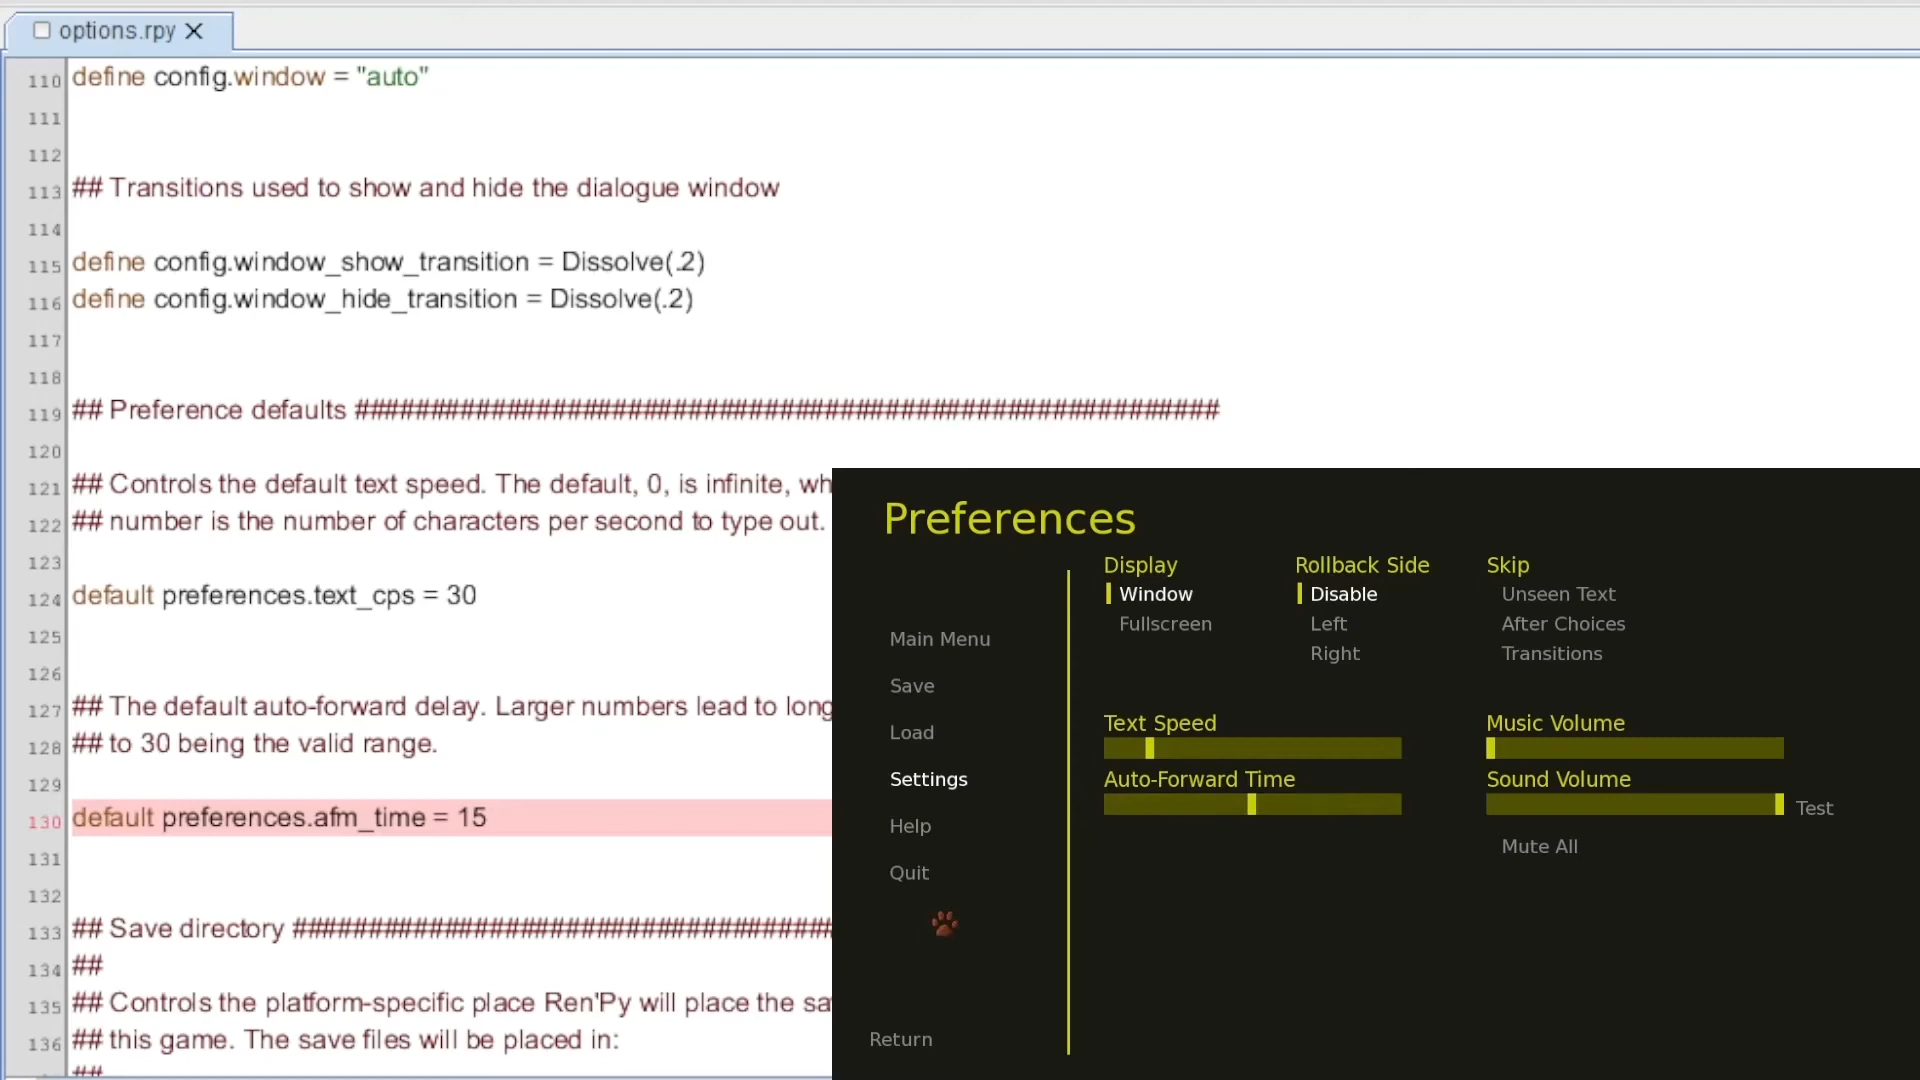 options.rpy
110 define config.window = "auto"
111
112
113 ## Transitions used to show and hide the dialogue window
114
115 define config.window_show_transition = Dissolve(.2)
116 define config.window_hide_transition = Dissolve(.2)
117
118
119 ## Preference defaults #########################################################
120
121 ## Controls the default text speed. The default, 0, is infinite, wh
122 ## number is the number of characters per second to type out.
123
124 default preferences.text_cps = 30
125
126
127 ## The default auto-forward delay. Larger numbers lead to long
128 ## to 30 being the valid range.
129
130 default preferences.afm_time = 15
131
132
133 ## Save directory ####################################
134 ##
135 ## Controls the platform-specific place Ren'Py will place the sa
136 ## this game. The save files will be placed in:
##
Preferences
Main Menu
Save
Load
Settings
Help
Quit
Return
Display
Window
Fullscreen
Rollback Side
Disable
Left
Right
Skip
Unseen Text
After Choices
Transitions
Text Speed
Auto-Forward Time
Music Volume
Sound Volume
Test
Mute All